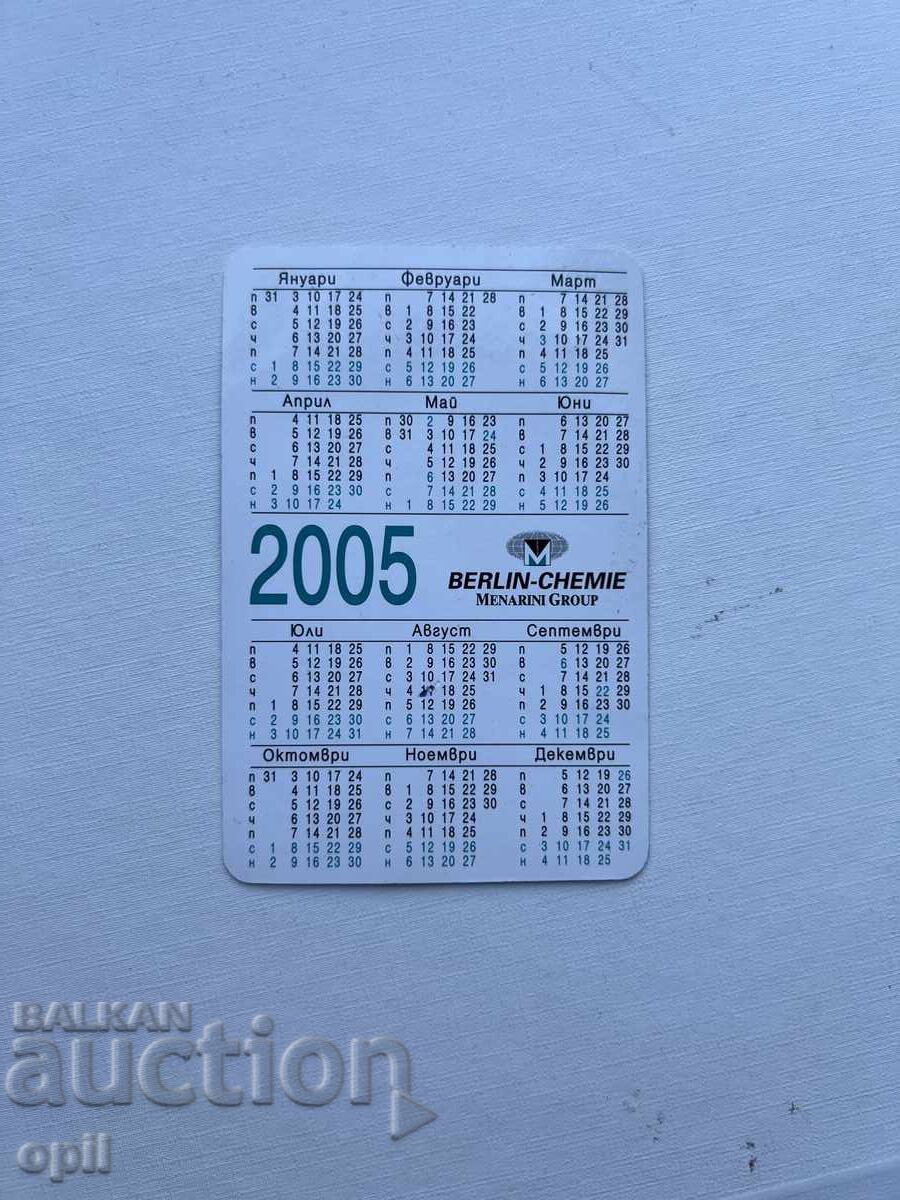 Януари Февруари Март
П 31 3 10 17 24 П 7 14 21 28 П 7 14 21 28
В 4 11 18 25 В 1 8 15 22 В 1 8 15 22 29
С 5 12 19 26 С 2 9 16 23 С 2 9 16 23 30
Ч 6 13 20 27 Ч 3 10 17 24 Ч 3 10 17 24 31
П 7 14 21 28 П 4 11 18 25 П 4 11 18 25
С 1 8 15 22 29 С 5 12 19 26 С 5 12 19 26
Н 2 9 16 23 30 Н 6 13 20 27 Н 6 13 20 27
Април Май Юни
П 4 11 18 25 П 30 2 9 16 23 П 6 13 20 27
В 5 12 19 26 В 31 3 10 17 24 В 7 14 21 28
С 6 13 20 27 С 4 11 18 25 С 1 8 15 22 29
Ч 7 14 21 28 Ч 5 12 19 26 Ч 2 9 16 23 30
П 1 8 15 22 29 П 6 13 20 27 П 3 10 17 24
С 2 9 16 23 30 С 7 14 21 28 С 4 11 18 25
Н 3 10 17 24 Н 1 8 15 22 29 Н 5 12 19 26
2005
M
BERLIN-CHEMIE
MENARINI GROUP
Юли Август Септември
П 4 11 18 25 П 1 8 15 22 29 П 5 12 19 26
В 5 12 19 26 В 2 9 16 23 30 В 6 13 20 27
С 6 13 20 27 С 3 10 17 24 31 С 7 14 21 28
Ч 7 14 21 28 Ч 4 18 25 Ч 1 8 15 22 29
П 1 8 15 22 29 П 5 12 19 26 П 2 9 16 23 30
С 2 9 16 23 30 С 6 13 20 27 С 3 10 17 24
Н 3 10 17 24 31 Н 7 14 21 28 Н 4 11 18 25
Октомври Ноември Декември
П 31 3 10 17 24 П 7 14 21 28 П 5 12 19 26
В 4 11 18 25 В 1 8 15 22 29 В 6 13 20 27
С 5 12 19 26 С 2 9 16 23 30 С 7 14 21 28
Ч 6 13 20 27 Ч 3 10 17 24 Ч 1 8 15 22 29
П 7 14 21 28 П 4 11 18 25 П 2 9 16 23 30
С 1 8 15 22 29 С 5 12 19 26 С 3 10 17 24 31
Н 2 9 16 23 30 Н 6 13 20 27 Н 4 11 18 25
BALKAN
auction
opil